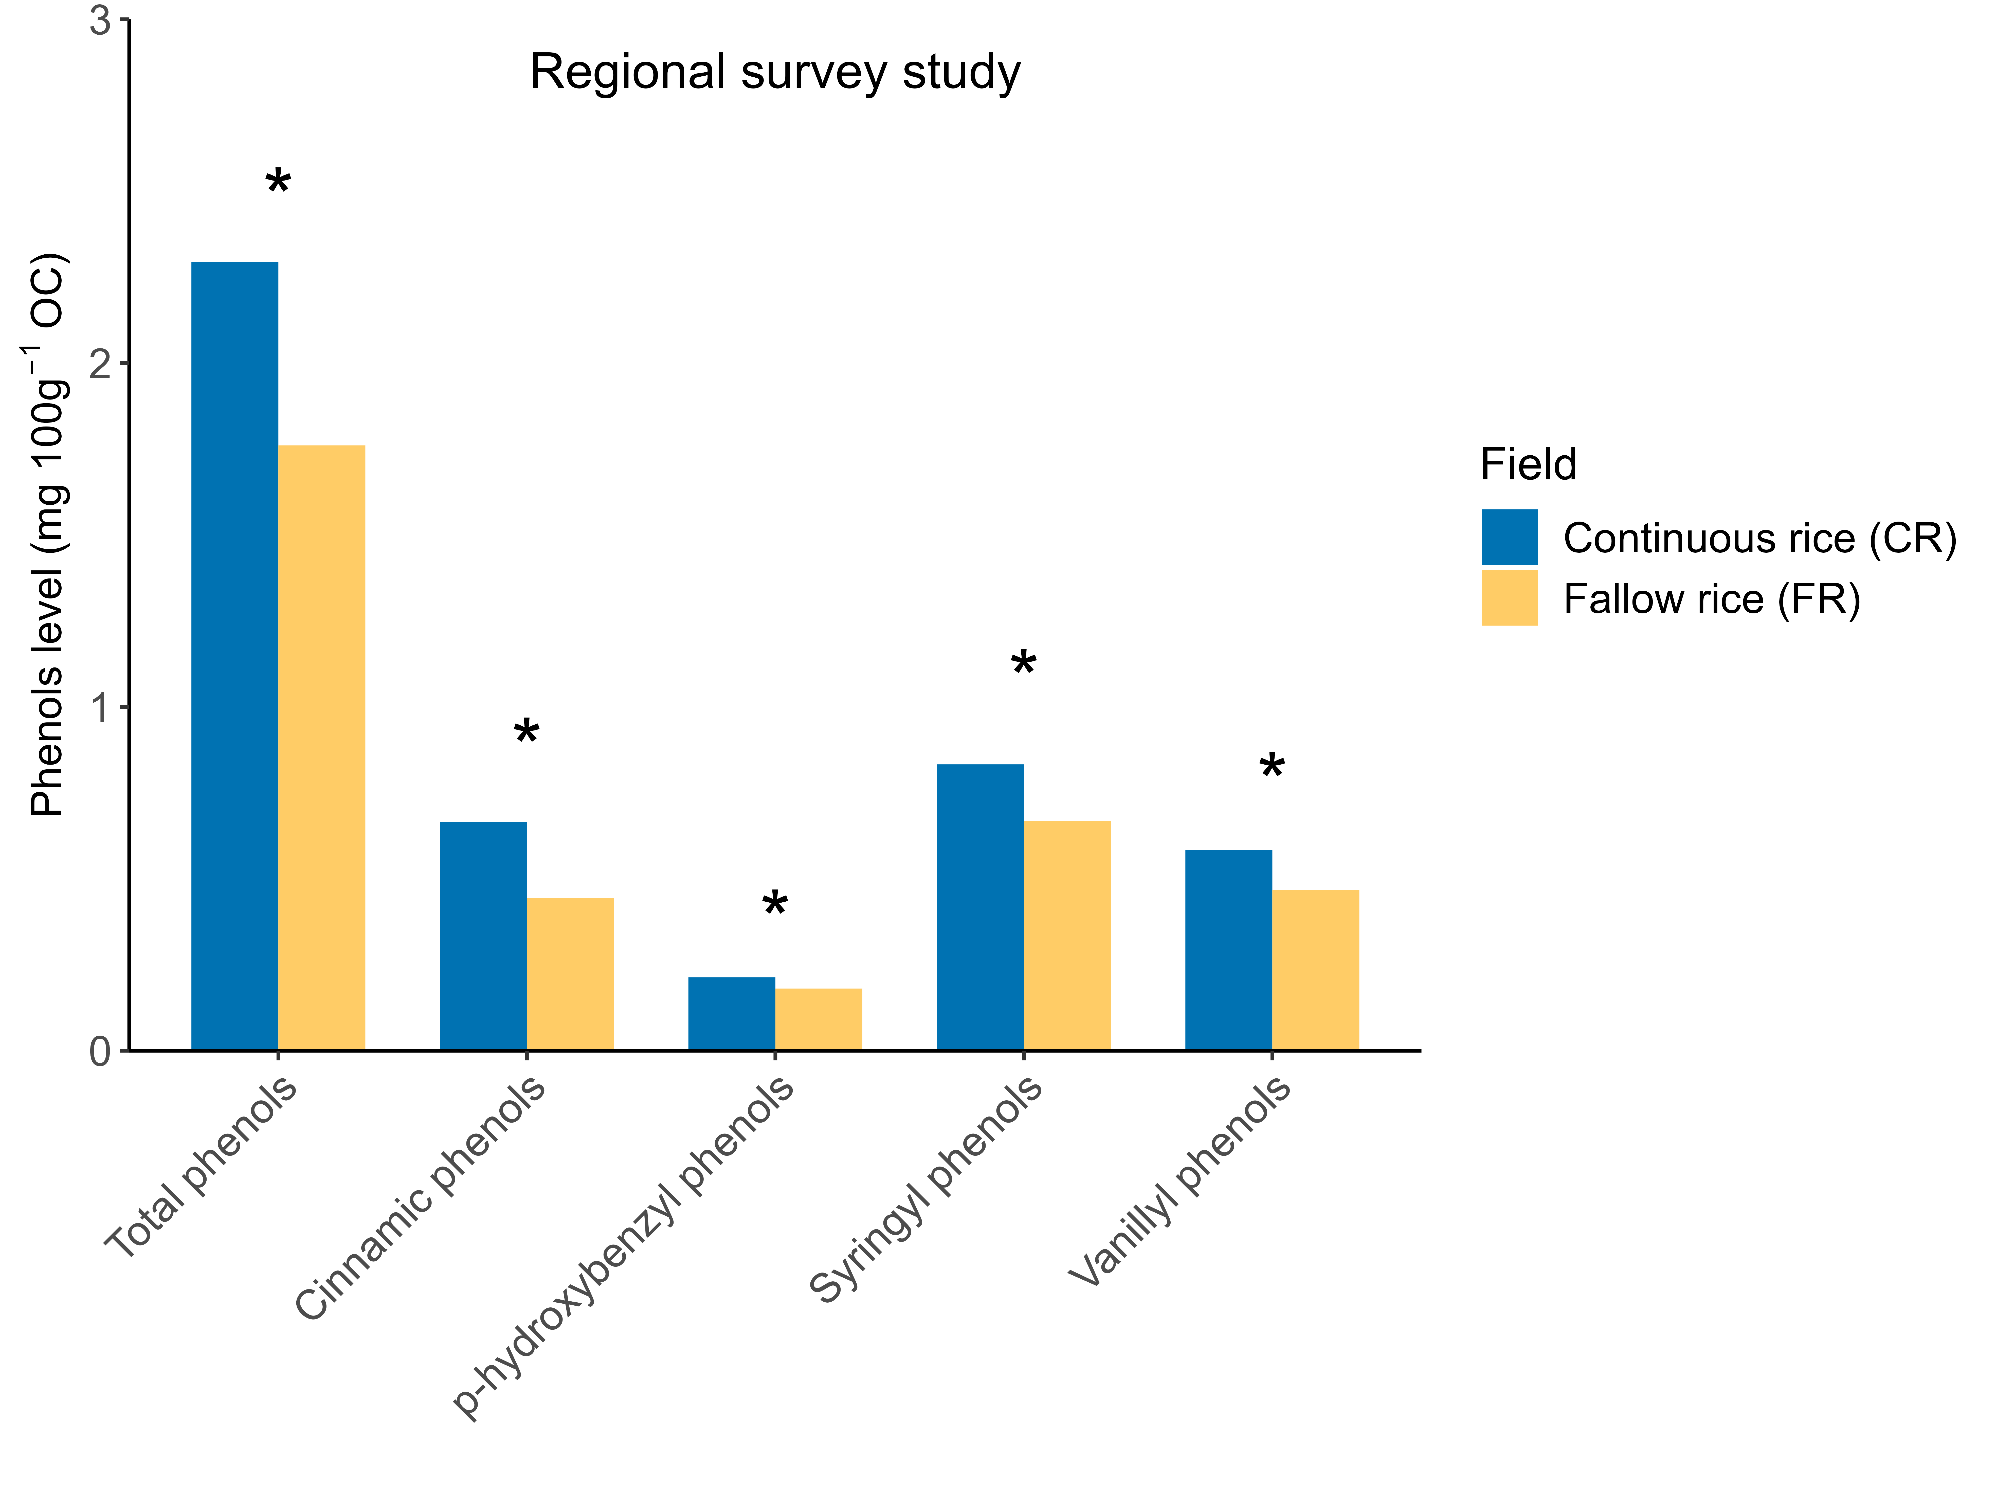 Regional survey study
Phenols level (mg 100g⁻¹ OC)
3
2
1
0
*
*
*
*
*
Total phenols
Cinnamic phenols
p-hydroxybenzyl phenols
Syringyl phenols
Vanillyl phenols
Field
Continuous rice (CR)
Fallow rice (FR)